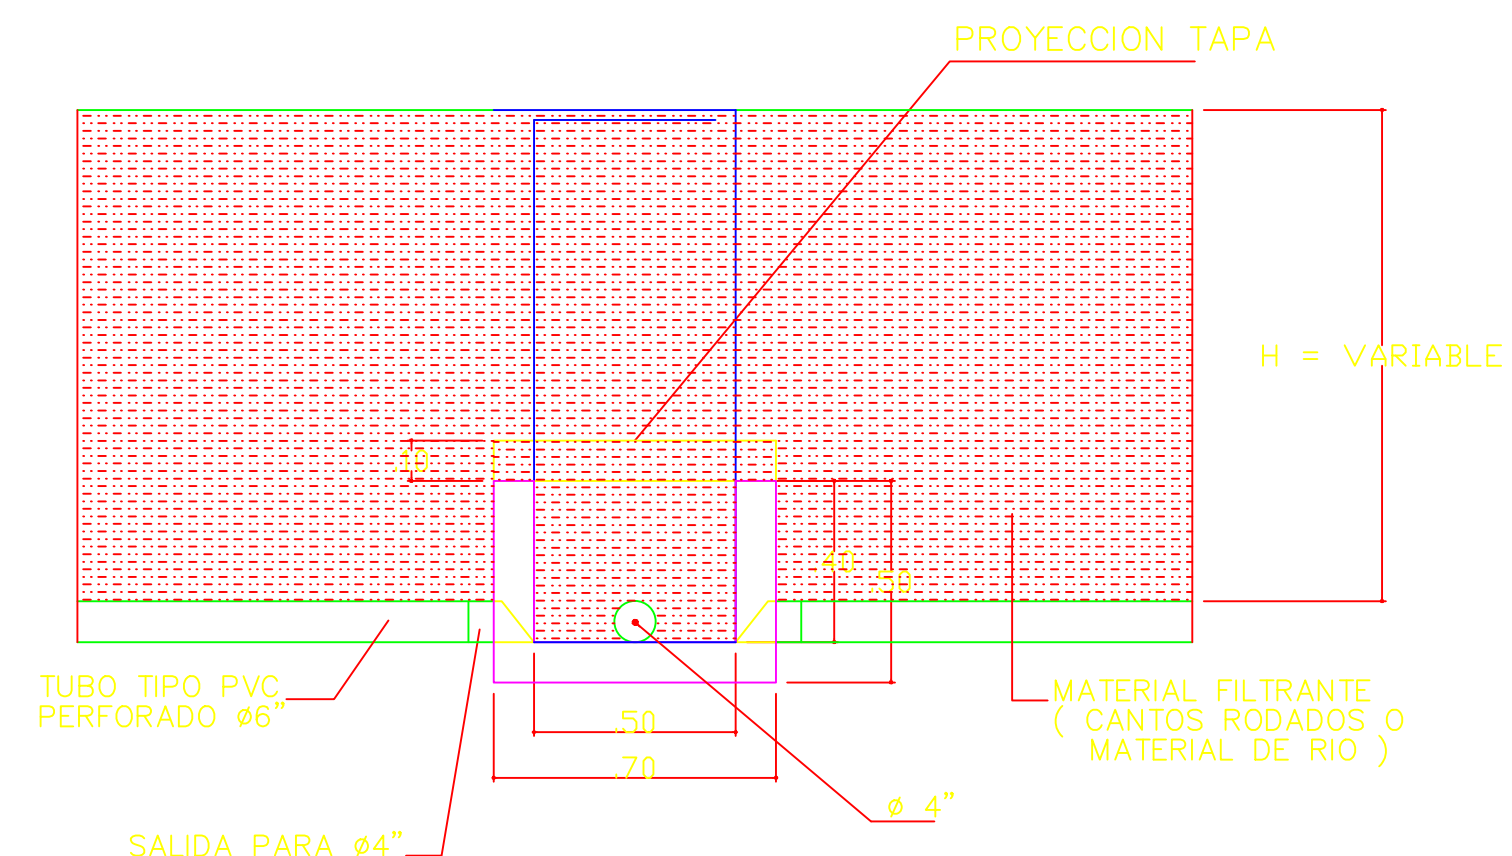 PROYECCION TAPA
H = VARIABLE
.10
.40
.50
TUBO TIPO PVC
PERFORADO ø6”
MATERIAL FILTRANTE
( CANTOS RODADOS O
MATERIAL DE RIO )
.50
.70
ø 4”
SALIDA PARA ø4”